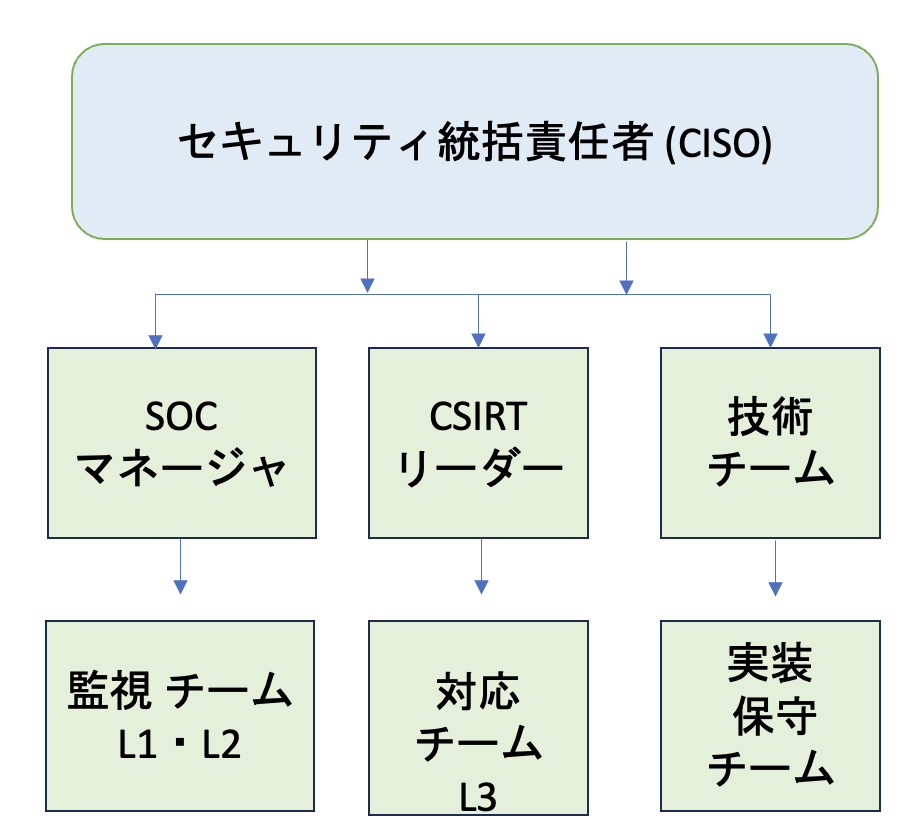 セキュリティ統括責任者 (CISO)
SOC
マネージャ
CSIRT
リーダー
技術
チーム
監視 チーム
L1・L2
対応
チーム
L3
実装
保守
チーム